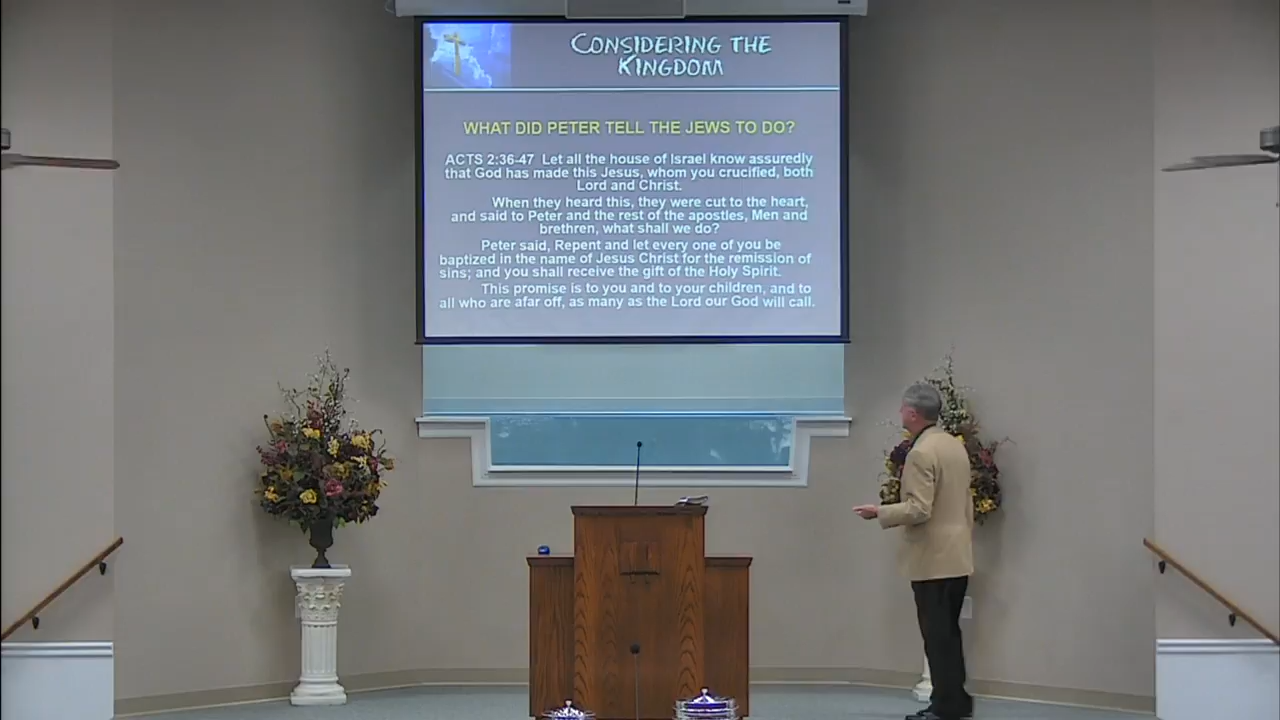 CONSIDERING THE
KINGDOM
WHAT DID PETER TELL THE JEWS TO DO?
ACTS 2:36-47 Let all the house of Israel know assuredly
that God has made this Jesus, whom you crucified, both
Lord and Christ.
When they heard this, they were cut to the heart,
and said to Peter and the rest of the apostles, Men and
brethren, what shall we do?
Peter said, Repent and let every one of you be
baptized in the name of Jesus Christ for the remission of
sins; and you shall receive the gift of the Holy Spirit.
This promise is to you and to your children, and to
all who are afar off, as many as the Lord our God will call.